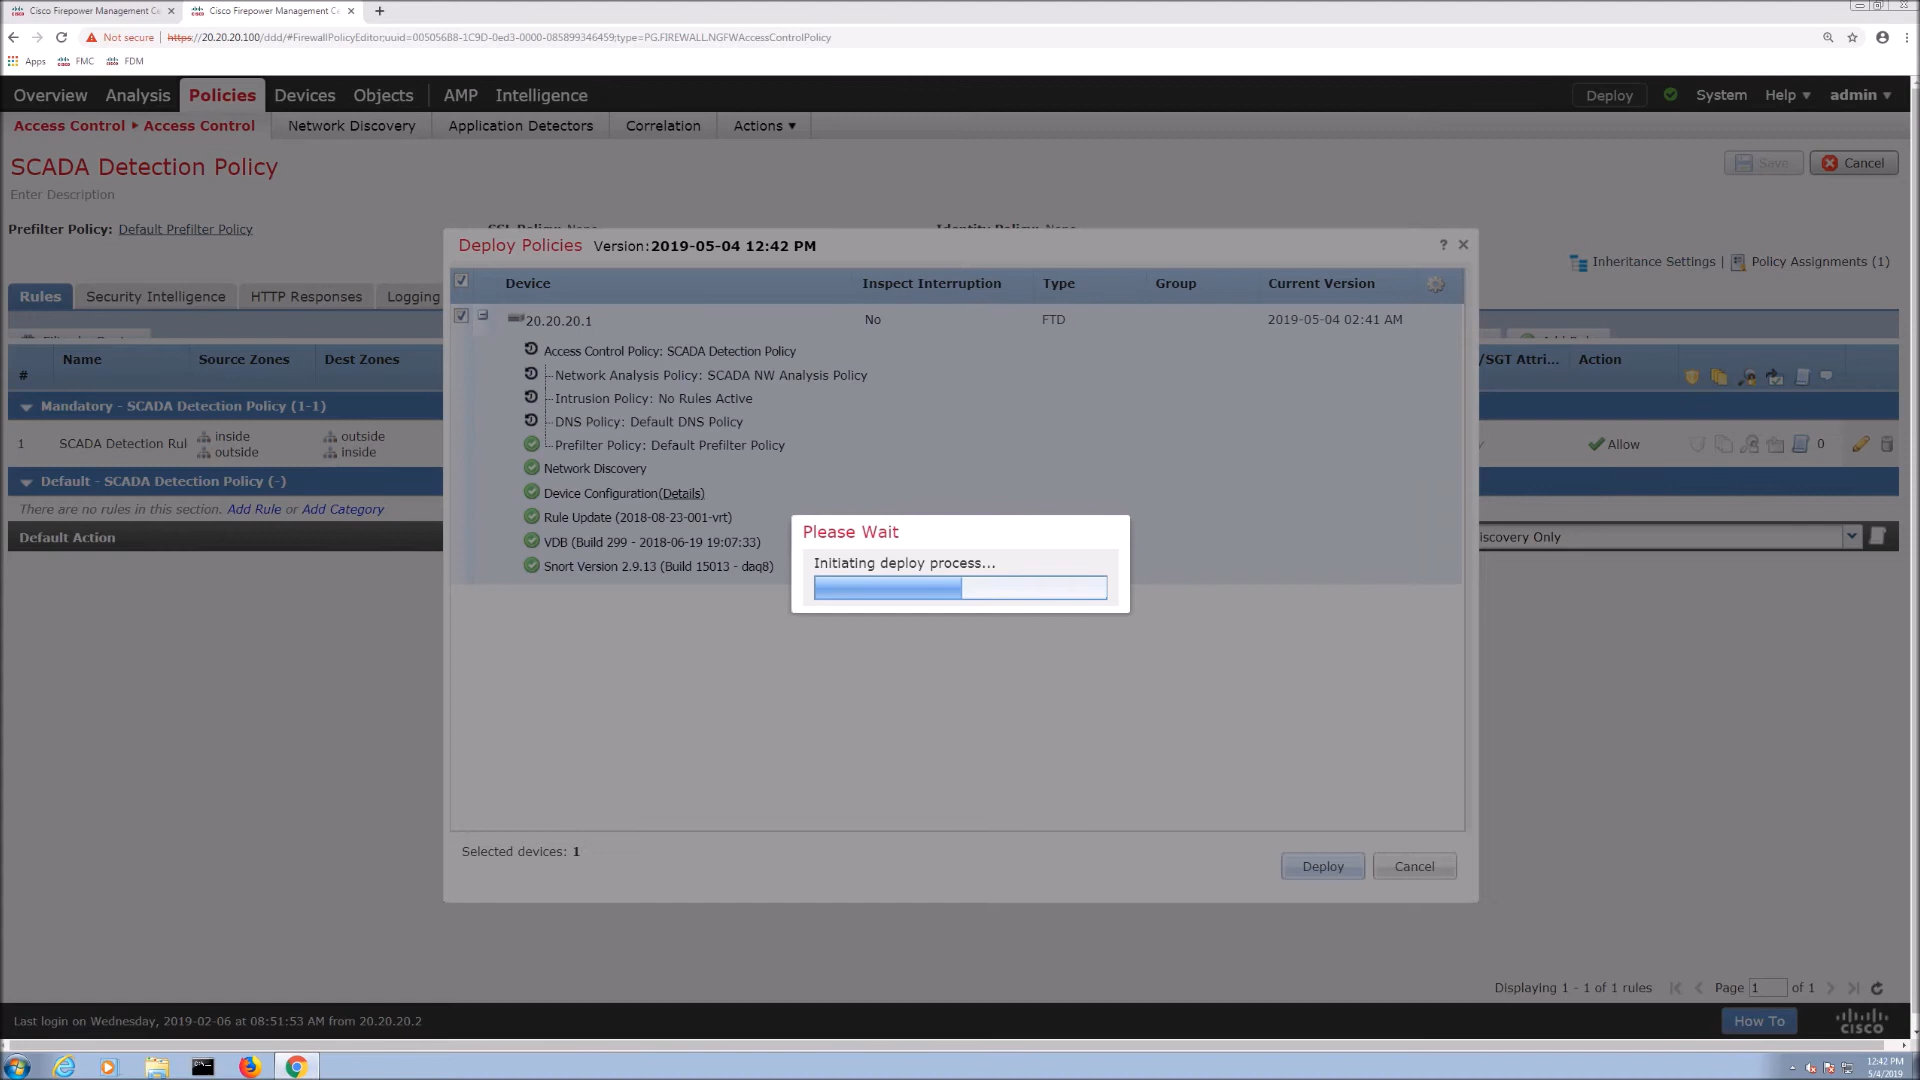 Cisco Firepower Management Ce
Cisco Firepower Management Ce
Not secure https://20.20.20.100/ddd/#FirewallPolicyEditor;uuid=005056B8-1C9D-0ed3-0000-085899346459;type=PG.FIREWALL.NGFWAccessControlPolicy
Apps FMC FDM
Overview Analysis Policies Devices Objects AMP Intelligence Deploy System Help admin
Access Control Access Control Network Discovery Application Detectors Correlation Actions
SCADA Detection Policy Save Cancel
Enter Description
Prefilter Policy: Default Prefilter Policy SSL Policy: None Identity Policy: None
Deploy Policies Version:2019-05-04 12:42 PM ?
Inheritance Settings | Policy Assignments (1)
Rules Security Intelligence HTTP Responses Logging
Device Inspect Interruption Type Group Current Version
20.20.20.1 No FTD 2019-05-04 02:41 AM
Access Control Policy: SCADA Detection Policy
Network Analysis Policy: SCADA NW Analysis Policy
Intrusion Policy: No Rules Active
DNS Policy: Default DNS Policy
Prefilter Policy: Default Prefilter Policy
Network Discovery
Device Configuration(Details)
Rule Update (2018-08-23-001-vrt)
VDB (Build 299 - 2018-06-19 19:07:33)
Snort Version 2.9.13 (Build 15013 - daq8)
# Name Source Zones Dest Zones /SGT Attri... Action
Mandatory - SCADA Detection Policy (1-1)
1 SCADA Detection Rul inside outside Allow 0
outside inside
Default - SCADA Detection Policy (-)
There are no rules in this section. Add Rule or Add Category
Default Action iscovery Only
Please Wait
Initiating deploy process...
Selected devices: 1
Deploy Cancel
Displaying 1 - 1 of 1 rules Page 1 of 1
Last login on Wednesday, 2019-02-06 at 08:51:53 AM from 20.20.20.2 How To
CISCO
12:42 PM
5/4/2019